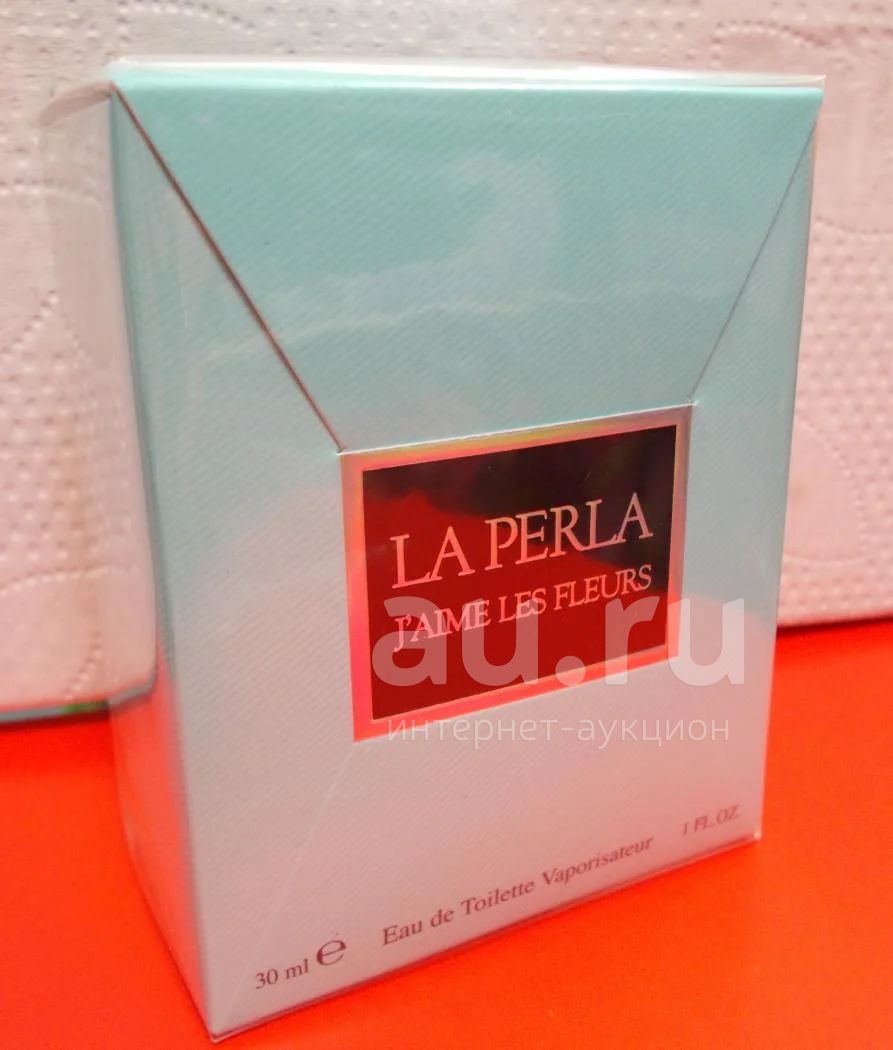 LA PERLA
J'AIME LES FLEURS
au.ru
интернет-аукцион
30 ml ℮ Eau de Toilette Vaporisateur 1 FL.OZ